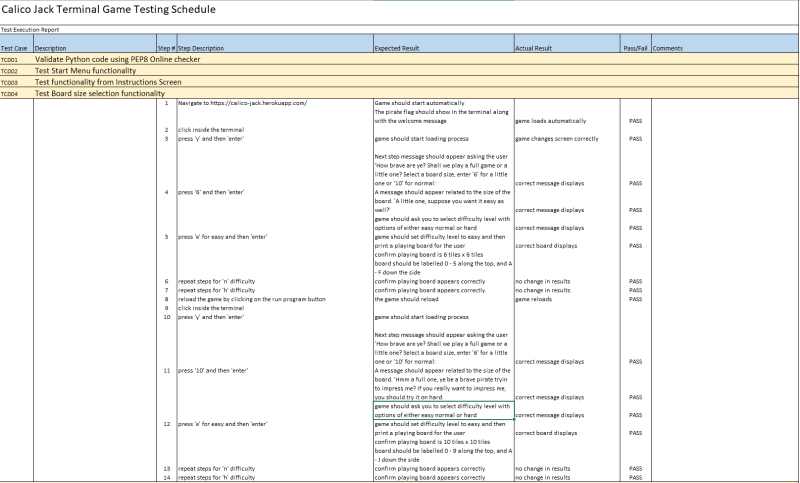 Calico Jack Terminal Game Testing Schedule
Test Execution Report
Test Case Description Step # Step Description Expected Result Actual Result Pass/Fail Comments
TC001 Validate Python code using PEP8 Online checker
TC002 Test Start Menu functionality
TC003 Test functionality from Instructions Screen
TC004 Test Board size selection functionality
1 Navigate to https://calico-jack.herokuapp.com/ Game should start automatically
The pirate flag should show in the terminal along
with the welcome message game loads automatically PASS
2 click inside the terminal
3 press 'y' and then 'enter' game should start loading process game changes screen correctly PASS
Next step message should appear asking the user
'How brave are ye? Shall we play a full game or a
little one? Select a board size, enter '6' for a little
one or '10' for normal: correct message displays PASS
4 press '6' and then 'enter' A message should appear related to the size of the
board. 'A little one, suppose you want it easy as
well?' correct message displays PASS
game should ask you to select difficulty level with
options of either easy normal or hard correct message displays PASS
5 press 'e' for easy and then 'enter' game should set difficulty level to easy and then
print a playing board for the user correct board displays PASS
confirm playing board is 6 tiles x 6 tiles
board should be labelled 0 - 5 along the top, and A
- F down the side
6 repeat steps for 'n' difficulty confirm playing board appears correctly no change in results PASS
7 repeat steps for 'h' difficulty confirm playing board appears correctly no change in results PASS
8 reload the game by clicking on the run program button the game should reload game reloads PASS
9 click inside the terminal
10 press 'y' and then 'enter' game should start loading process
Next step message should appear asking the user
'How brave are ye? Shall we play a full game or a
little one? Select a board size, enter '6' for a little
one or '10' for normal: correct message displays PASS
11 press '10' and then 'enter' A message should appear related to the size of the
board. 'Hmm a full one, ye be a brave pirate tryin
to impress me? If you really want to impress me,
you should try it on hard. correct message displays PASS
game should ask you to select difficulty level with
options of either easy normal or hard correct message displays PASS
12 press 'e' for easy and then 'enter' game should set difficulty level to easy and then
print a playing board for the user correct board displays PASS
confirm playing board is 10 tiles x 10 tiles
board should be labelled 0 - 9 along the top, and A
- J down the side
13 repeat steps for 'n' difficulty confirm playing board appears correctly no change in results PASS
14 repeat steps for 'h' difficulty confirm playing board appears correctly no change in results PASS